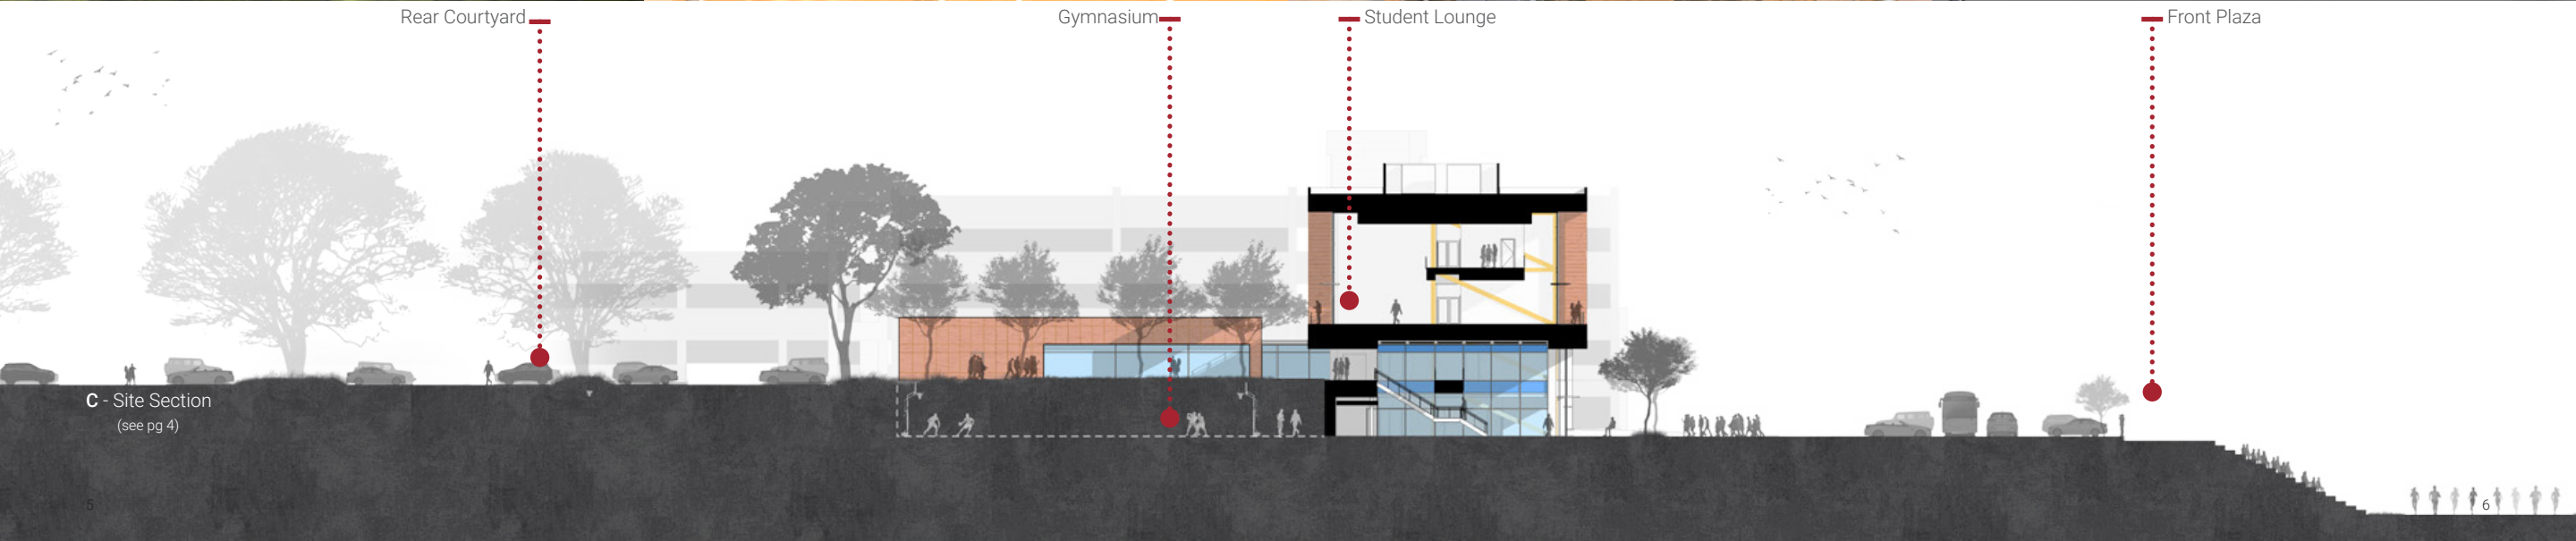 Rear Courtyard
Gymnasium
Student Lounge
Front Plaza
C - Site Section
(see pg 4)
5
6